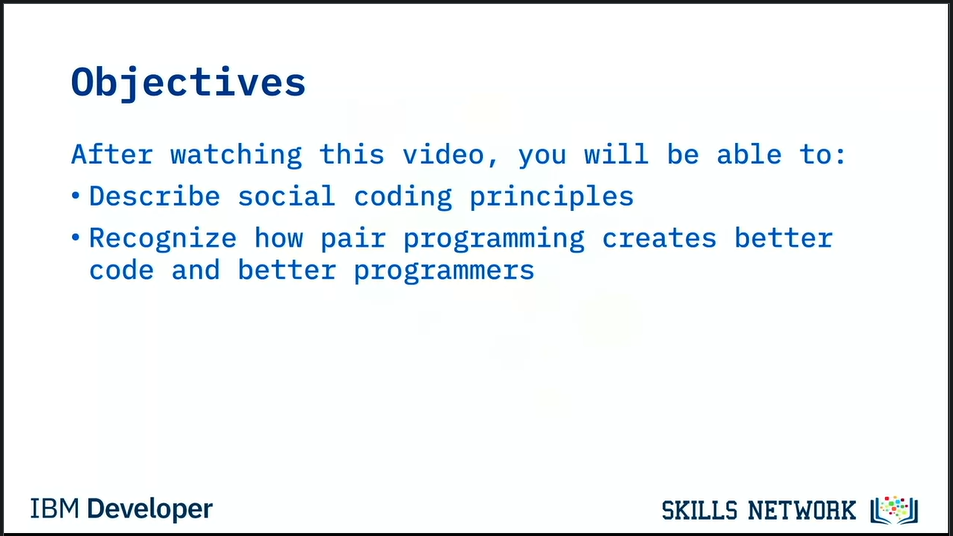 Objectives
After watching this video, you will be able to:
• Describe social coding principles
• Recognize how pair programming creates better
code and better programmers
IBM Developer
SKILLS NETWORK